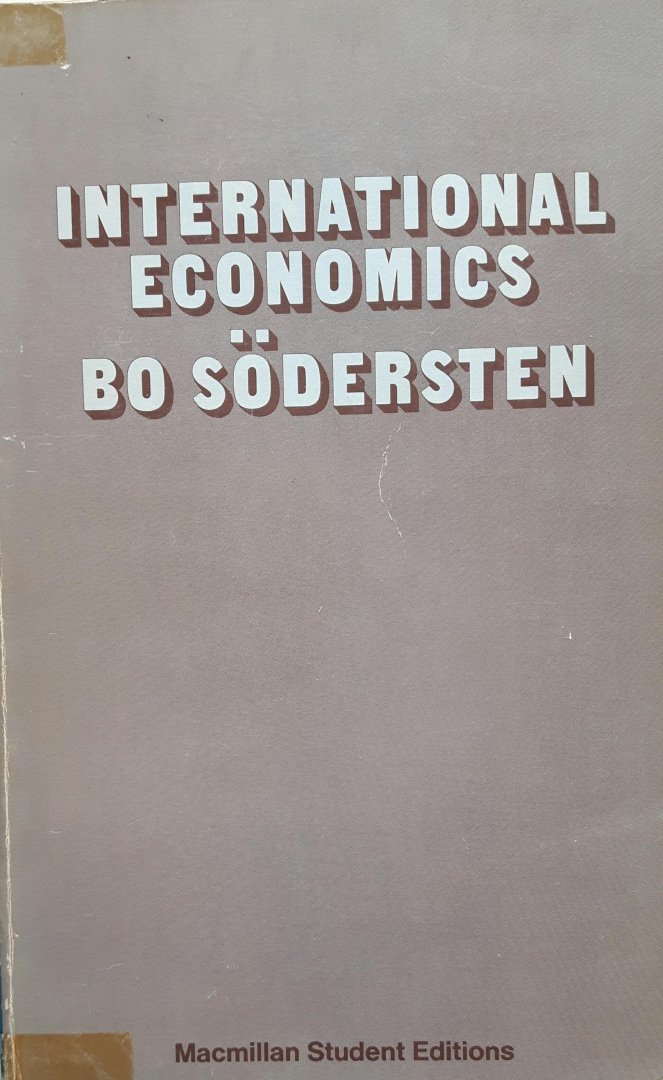 INTERNATIONAL
ECONOMICS
BO SÖDERSTEN
Macmillan Student Editions